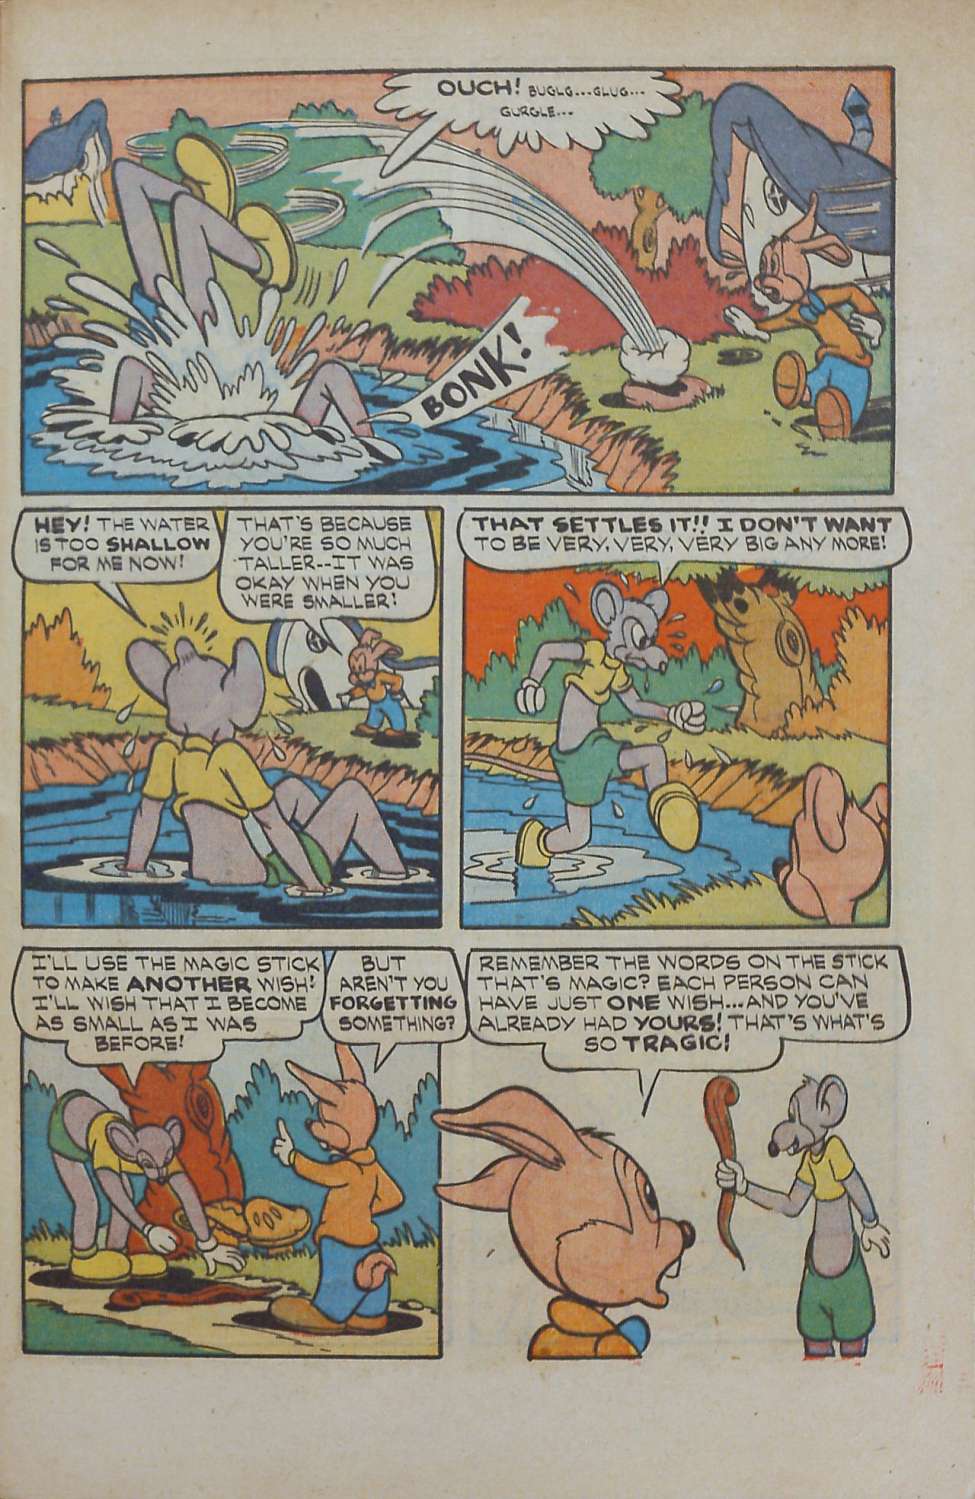 OUCH! BUGLG...GLUG...
GURGLE...
BONK!
HEY! THE WATER
IS TOO SHALLOW
FOR ME NOW!
THAT'S BECAUSE
YOU'RE SO MUCH
TALLER--IT WAS
OKAY WHEN YOU
WERE SMALLER!
THAT SETTLES IT!! I DON'T WANT
TO BE VERY, VERY, VERY BIG ANY MORE!
I'LL USE THE MAGIC STICK
TO MAKE ANOTHER WISH!
I'LL WISH THAT I BECOME
AS SMALL AS I WAS
BEFORE!
BUT
AREN'T YOU
FORGETTING
SOMETHING?
REMEMBER THE WORDS ON THE STICK
THAT'S MAGIC? EACH PERSON CAN
HAVE JUST ONE WISH...AND YOU'VE
ALREADY HAD YOURS! THAT'S WHAT'S
SO TRAGIC!